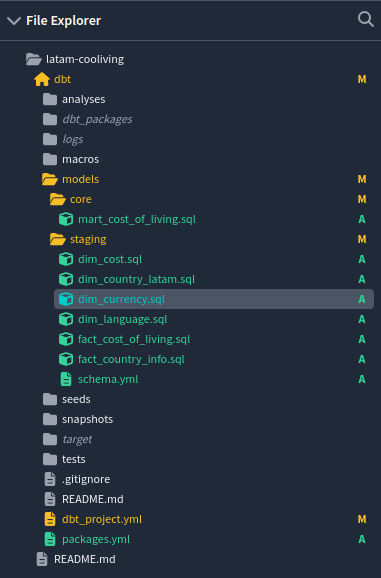 File Explorer
latam-cooliving
dbt M
analyses
dbt_packages
logs
macros
models M
core M
mart_cost_of_living.sql A
staging M
dim_cost.sql A
dim_country_latam.sql A
dim_currency.sql A
dim_language.sql A
fact_cost_of_living.sql A
fact_country_info.sql A
schema.yml A
seeds
snapshots
target
tests
.gitignore
README.md
dbt_project.yml M
packages.yml A
README.md